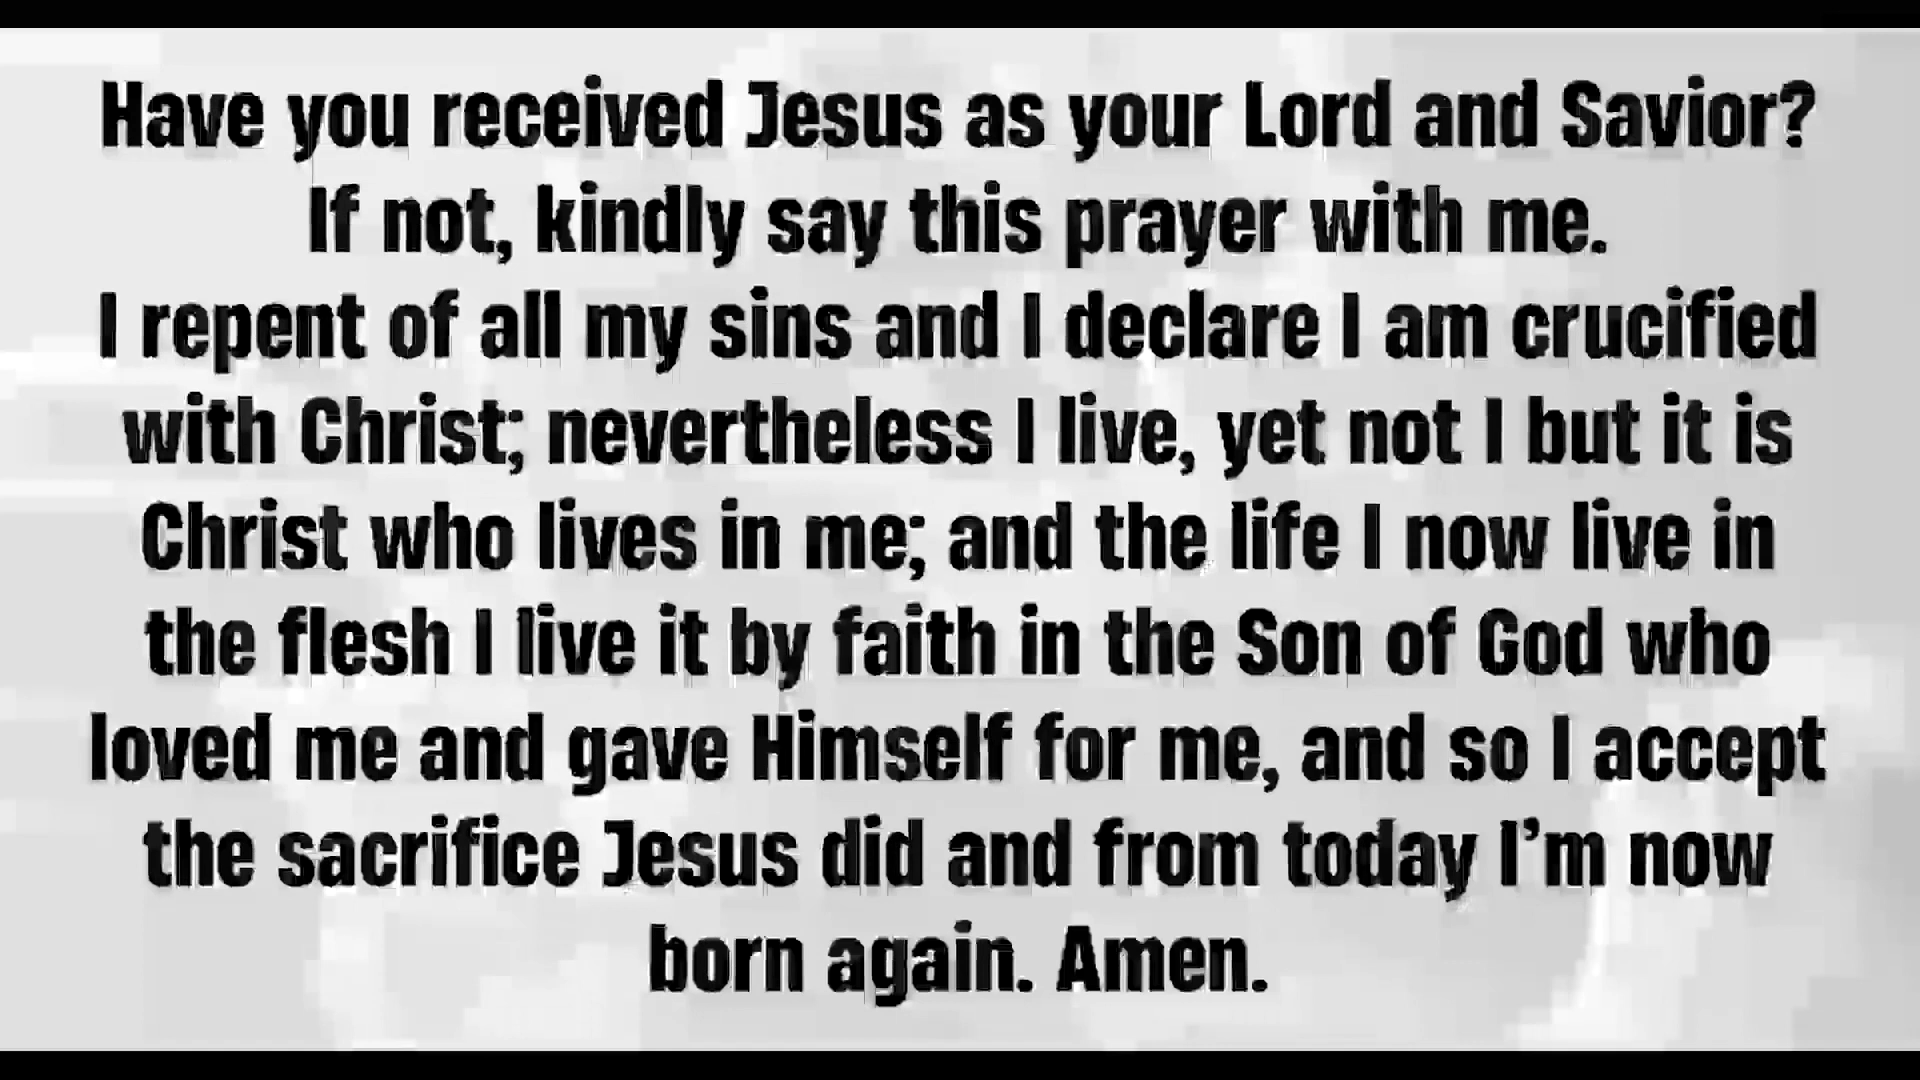 Have you received Jesus as your Lord and Savior?
If not, kindly say this prayer with me.
I repent of all my sins and I declare I am crucified
with Christ; nevertheless I live, yet not I but it is
Christ who lives in me; and the life I now live in
the flesh I live it by faith in the Son of God who
loved me and gave Himself for me, and so I accept
the sacrifice Jesus did and from today I’m now
born again. Amen.